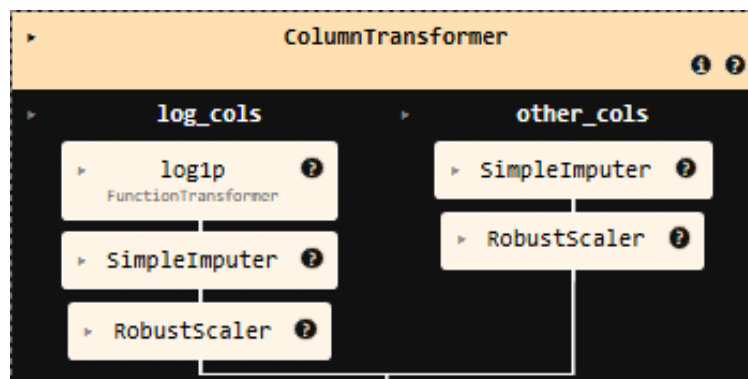 ColumnTransformer
log_cols
log1p
FunctionTransformer
SimpleImputer
RobustScaler
other_cols
SimpleImputer
RobustScaler